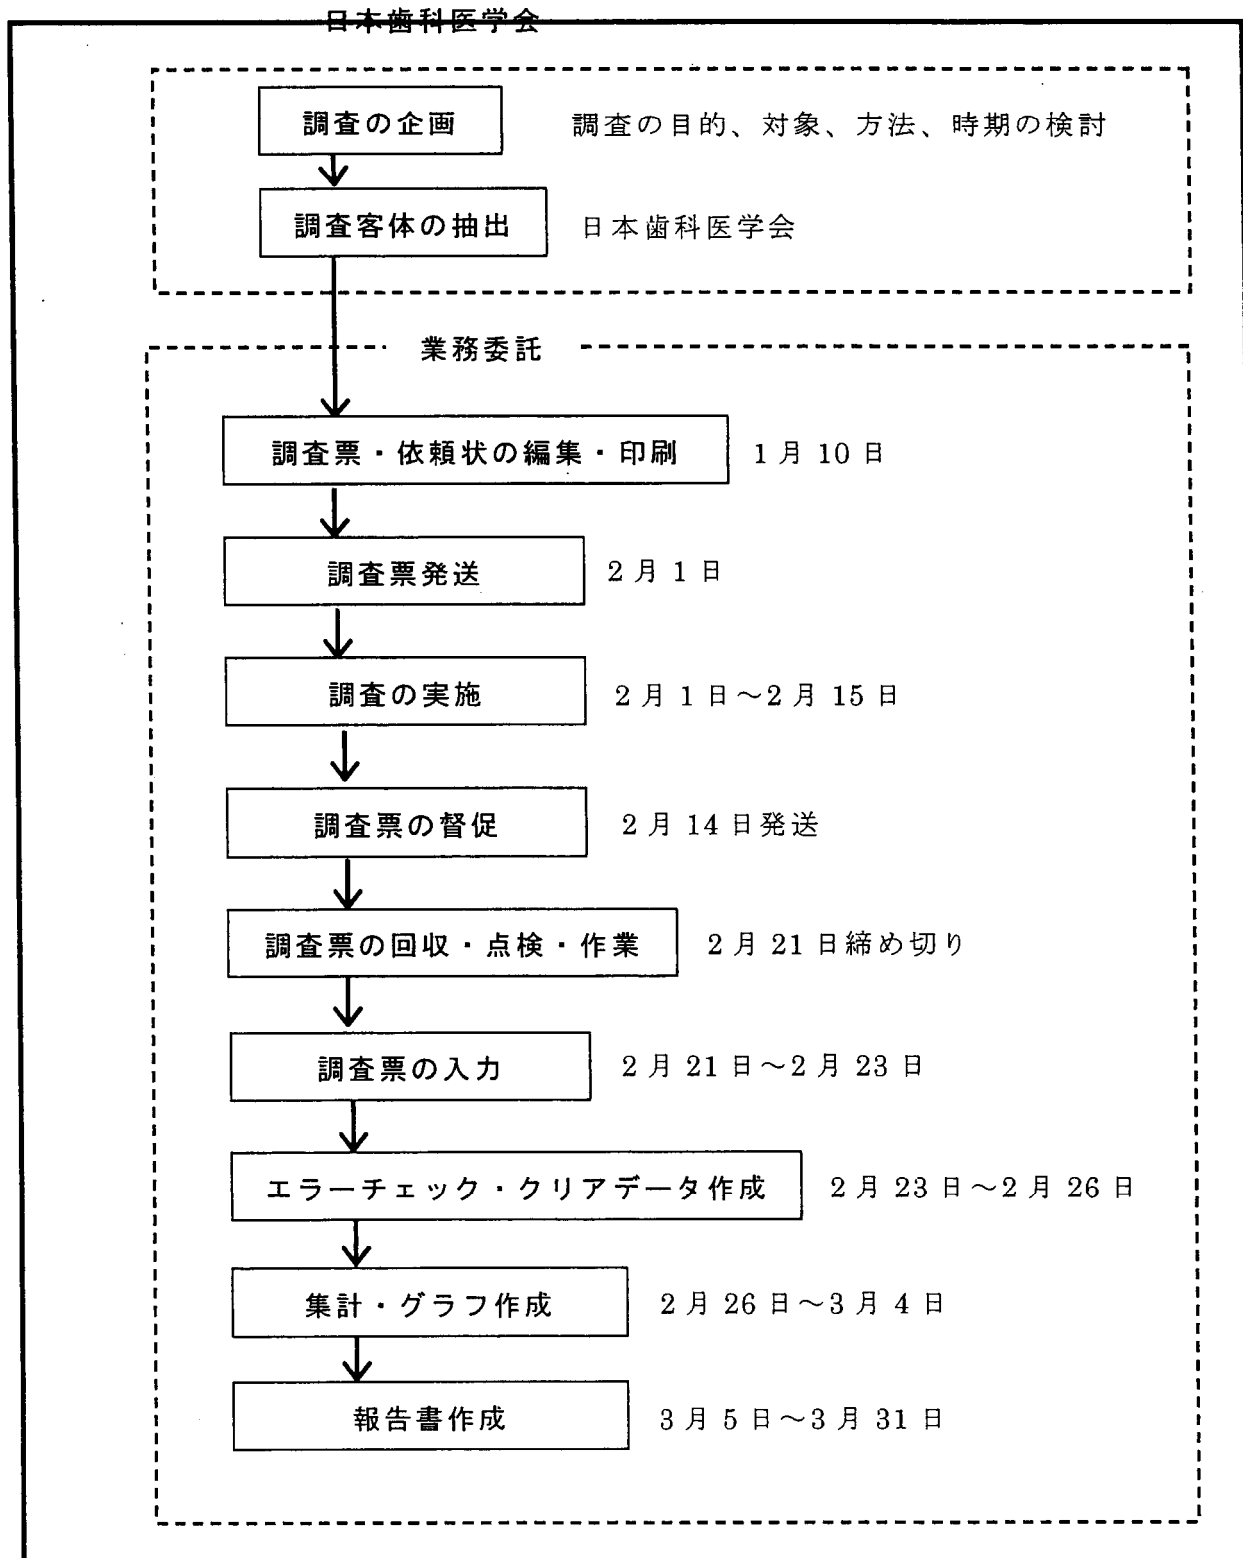 日本歯科医学会
調査の企画 調査の目的、対象、方法、時期の検討
調査客体の抽出 日本歯科医学会
業務委託
調査票・依頼状の編集・印刷 1月10日
調査票発送 2月1日
調査の実施 2月1日～2月15日
調査票の督促 2月14日発送
調査票の回収・点検・作業 2月21日締め切り
調査票の入力 2月21日～2月23日
エラーチェック・クリアデータ作成 2月23日～2月26日
集計・グラフ作成 2月26日～3月4日
報告書作成 3月5日～3月31日